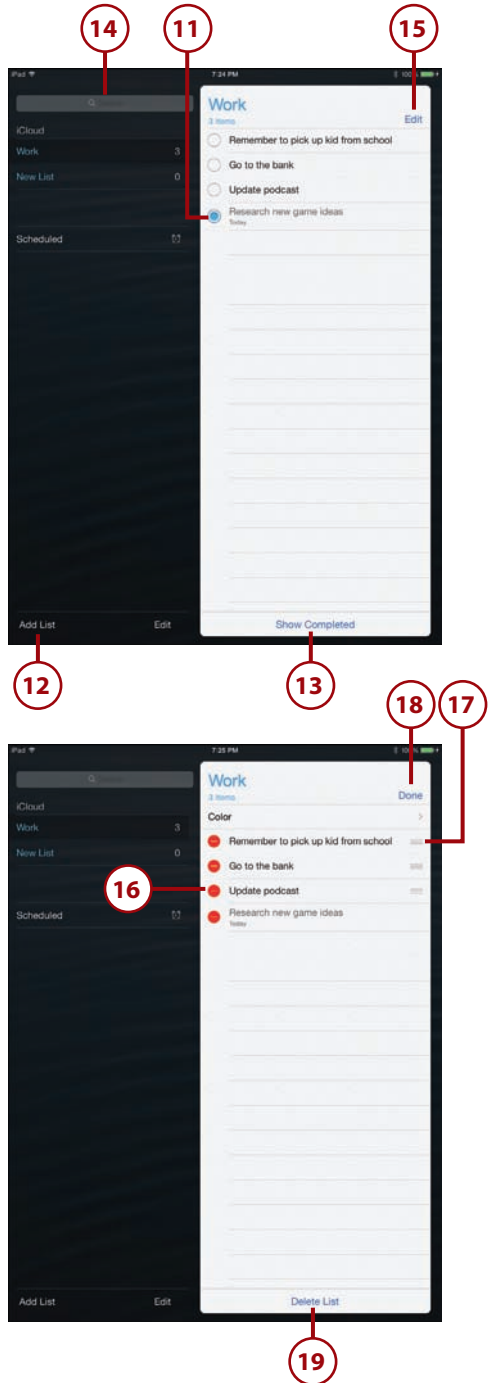 14 11 15
iPad 7:24 PM 100%
Work
3 items Edit
iCloud
Work 3
New List 0
Scheduled
Remember to pick up kid from school
Go to the bank
Update podcast
Research new game ideas
Today
Add List Edit Show Completed
12 13
18 17
iPad 7:25 PM
Work
3 items Done
iCloud
Work 3
New List 0
Scheduled
Color >
Remember to pick up kid from school
Go to the bank
16
Update podcast
Research new game ideas
Today
Add List Edit Delete List
19